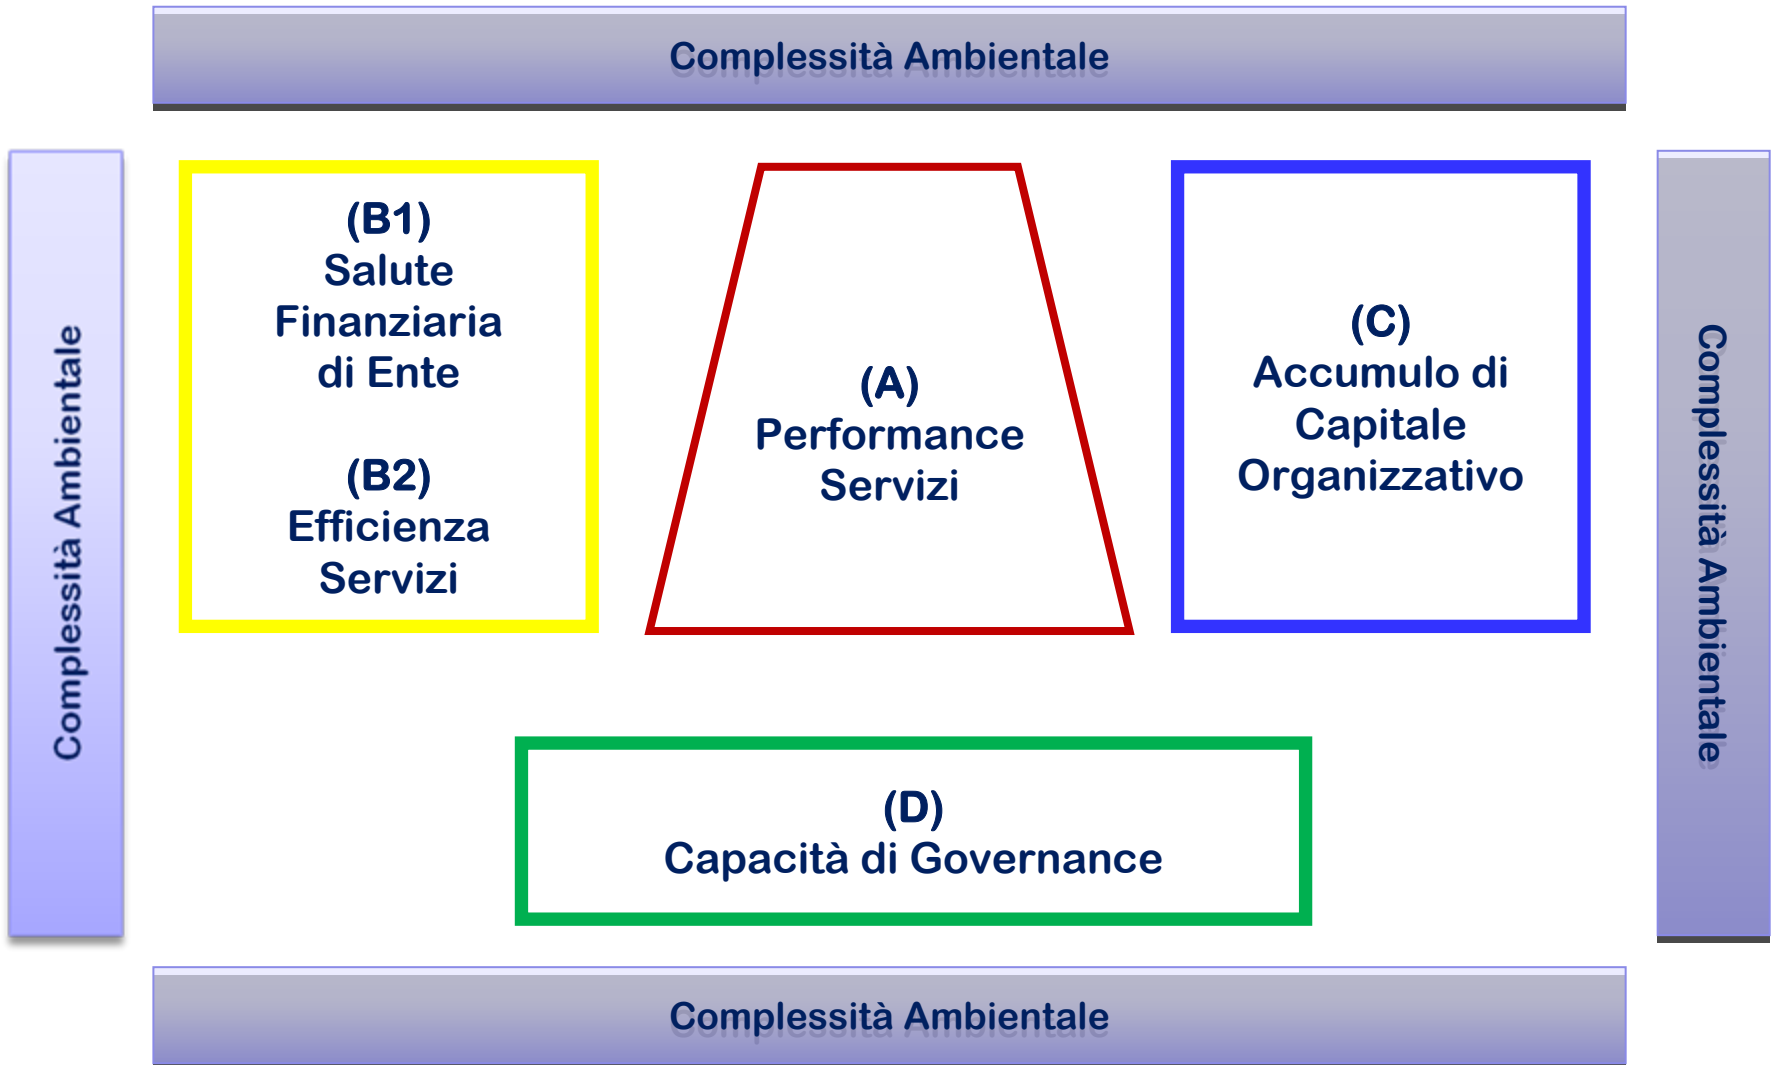 Complessità Ambientale
Complessità Ambientale
(B1)
Salute
Finanziaria
di Ente
(B2)
Efficienza
Servizi
(A)
Performance
Servizi
(C)
Accumulo di
Capitale
Organizzativo
Complessità Ambientale
(D)
Capacità di Governance
Complessità Ambientale